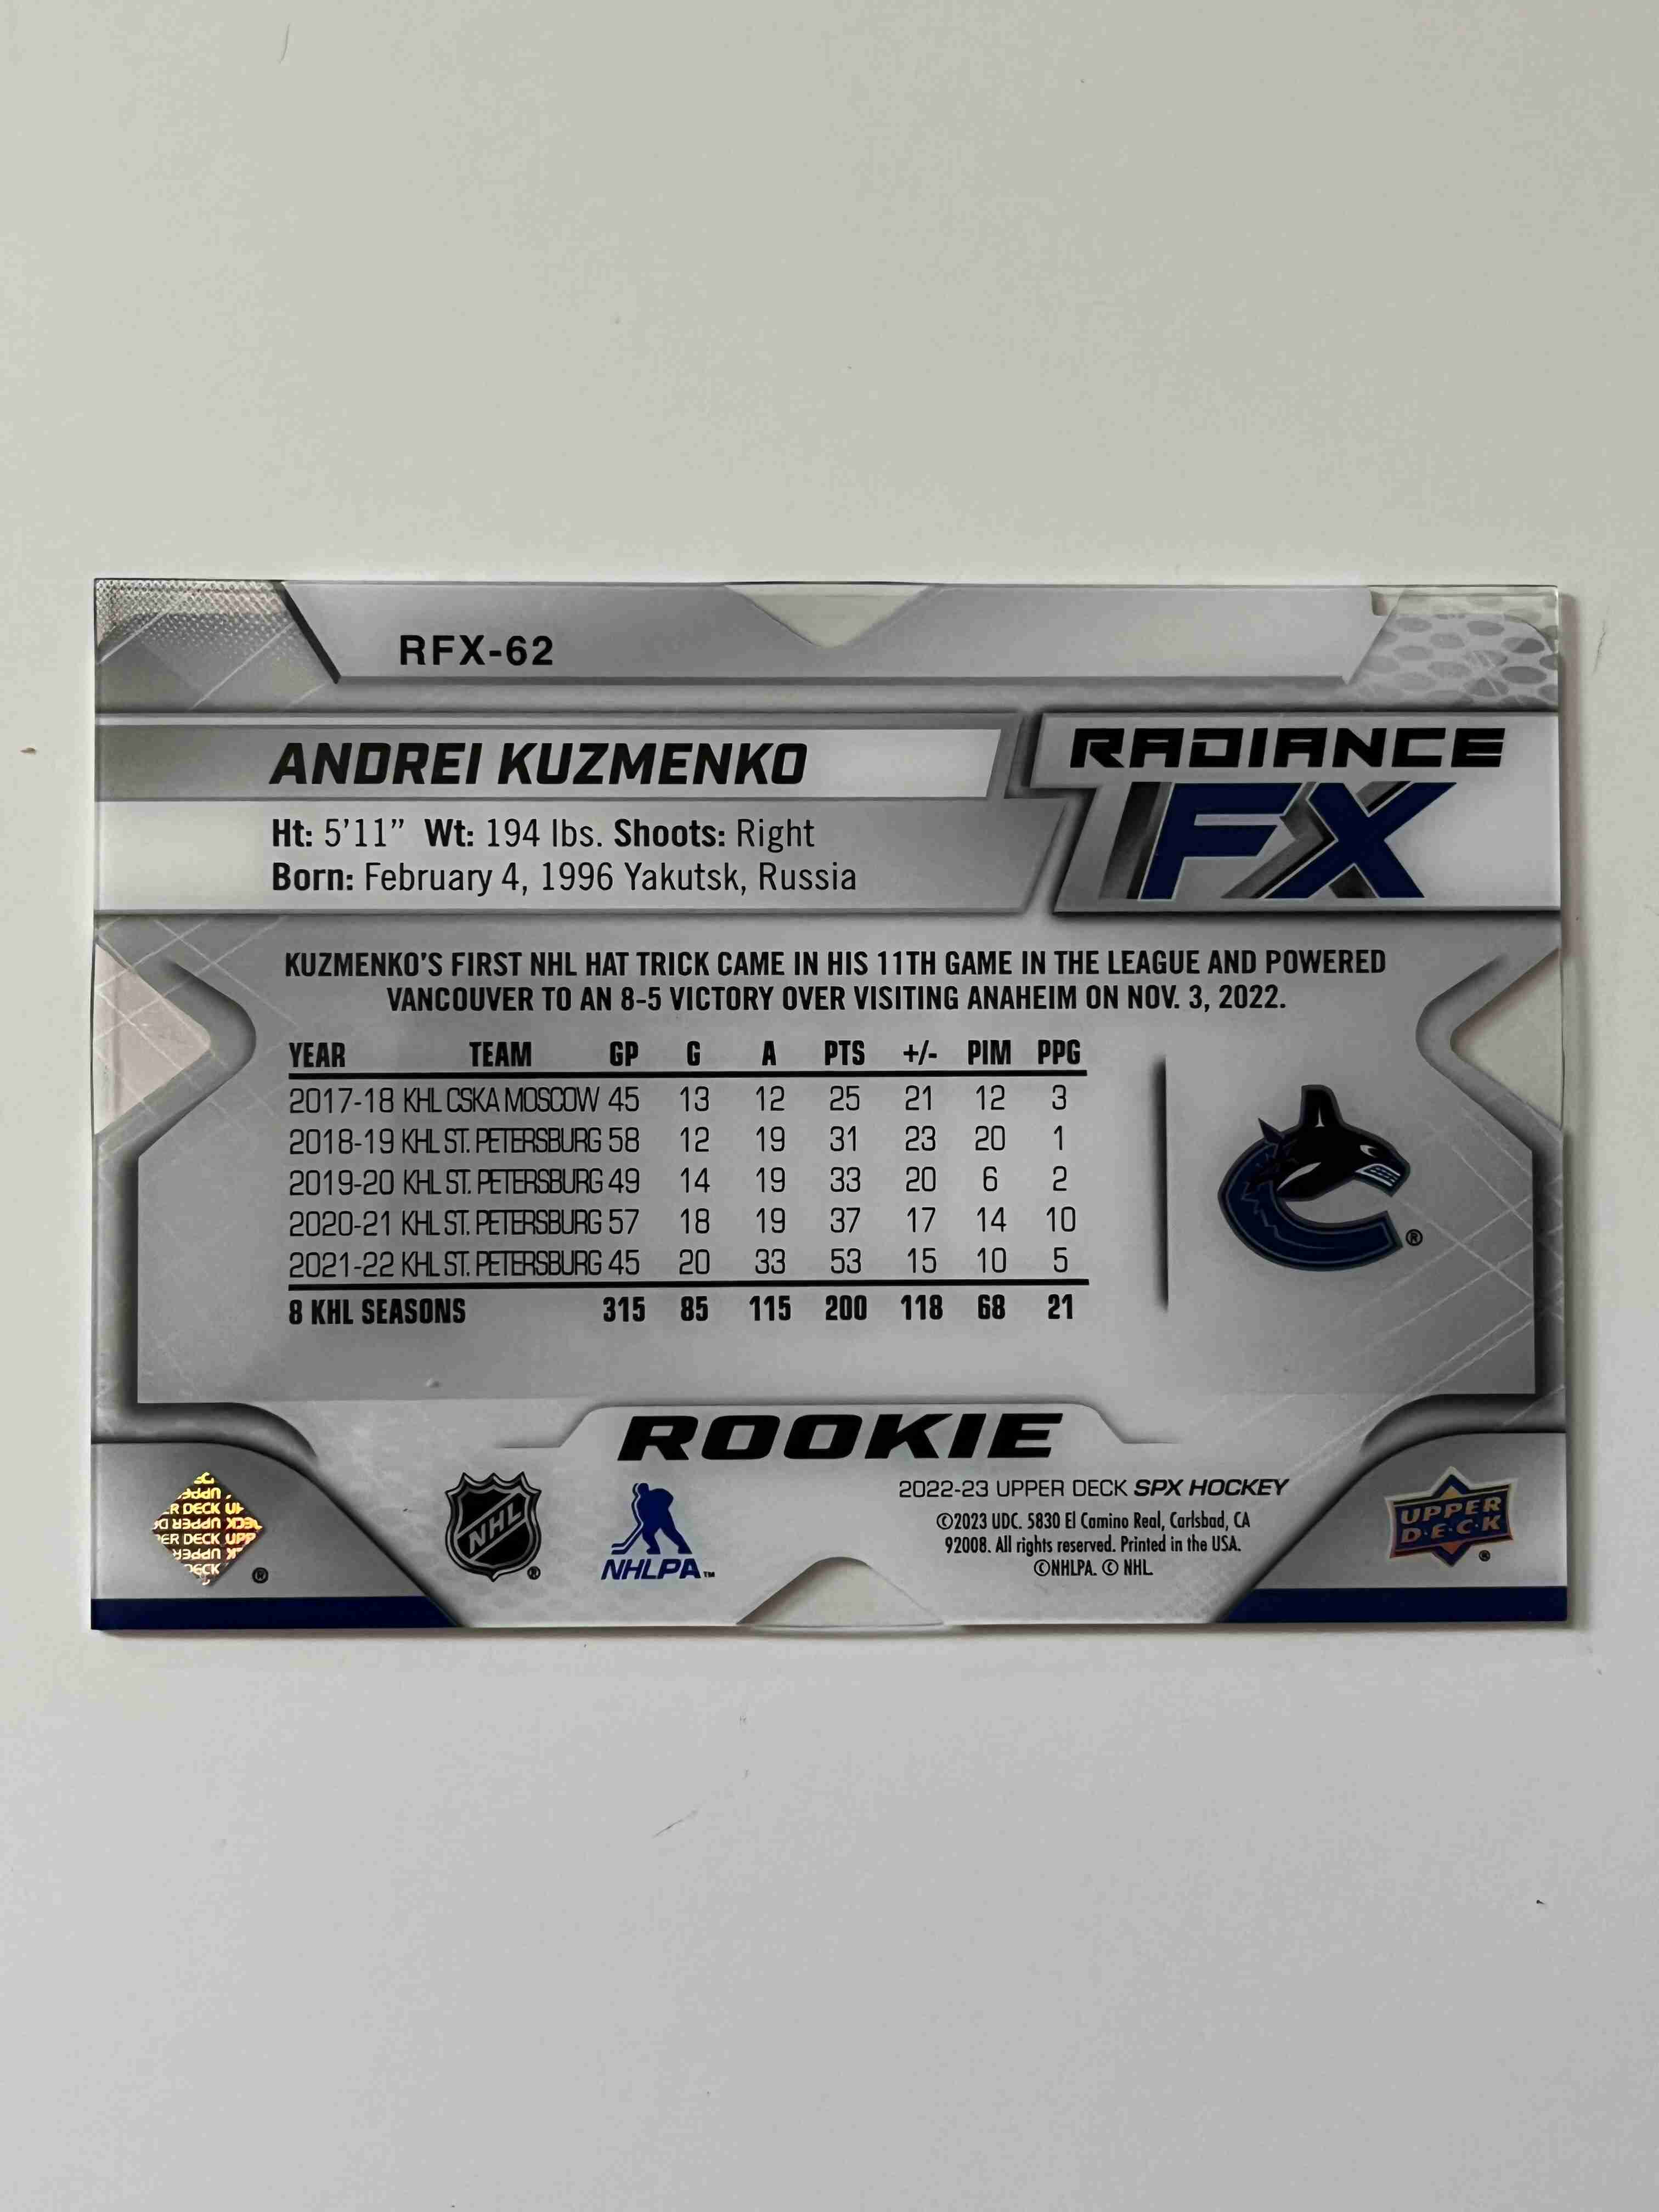 RFX-62
ANDREI KUZMENKO
RADIANCE
FX
Ht: 5'11" Wt: 194 lbs. Shoots: Right
Born: February 4, 1996 Yakutsk, Russia
KUZMENKO'S FIRST NHL HAT TRICK CAME IN HIS 11TH GAME IN THE LEAGUE AND POWERED
VANCOUVER TO AN 8-5 VICTORY OVER VISITING ANAHEIM ON NOV. 3, 2022.
YEAR TEAM GP G A PTS +/- PIM PPG
2017-18 KHL CSKA MOSCOW 45 13 12 25 21 12 3
2018-19 KHL ST. PETERSBURG 58 12 19 31 23 20 1
2019-20 KHL ST. PETERSBURG 49 14 19 33 20 6 2
2020-21 KHL ST. PETERSBURG 57 18 19 37 17 14 10
2021-22 KHL ST. PETERSBURG 45 20 33 53 15 10 5
8 KHL SEASONS 315 85 115 200 118 68 21
®
ROOKIE
2022-23 UPPER DECK SPX HOCKEY
©2023 UDC. 5830 El Camino Real, Carlsbad, CA
92008. All rights reserved. Printed in the USA.
©NHLPA. © NHL
NHL ®
NHLPA™
UPPER
D·E·C·K ®
R DECK UP
ER DECK UPP
DECK
®